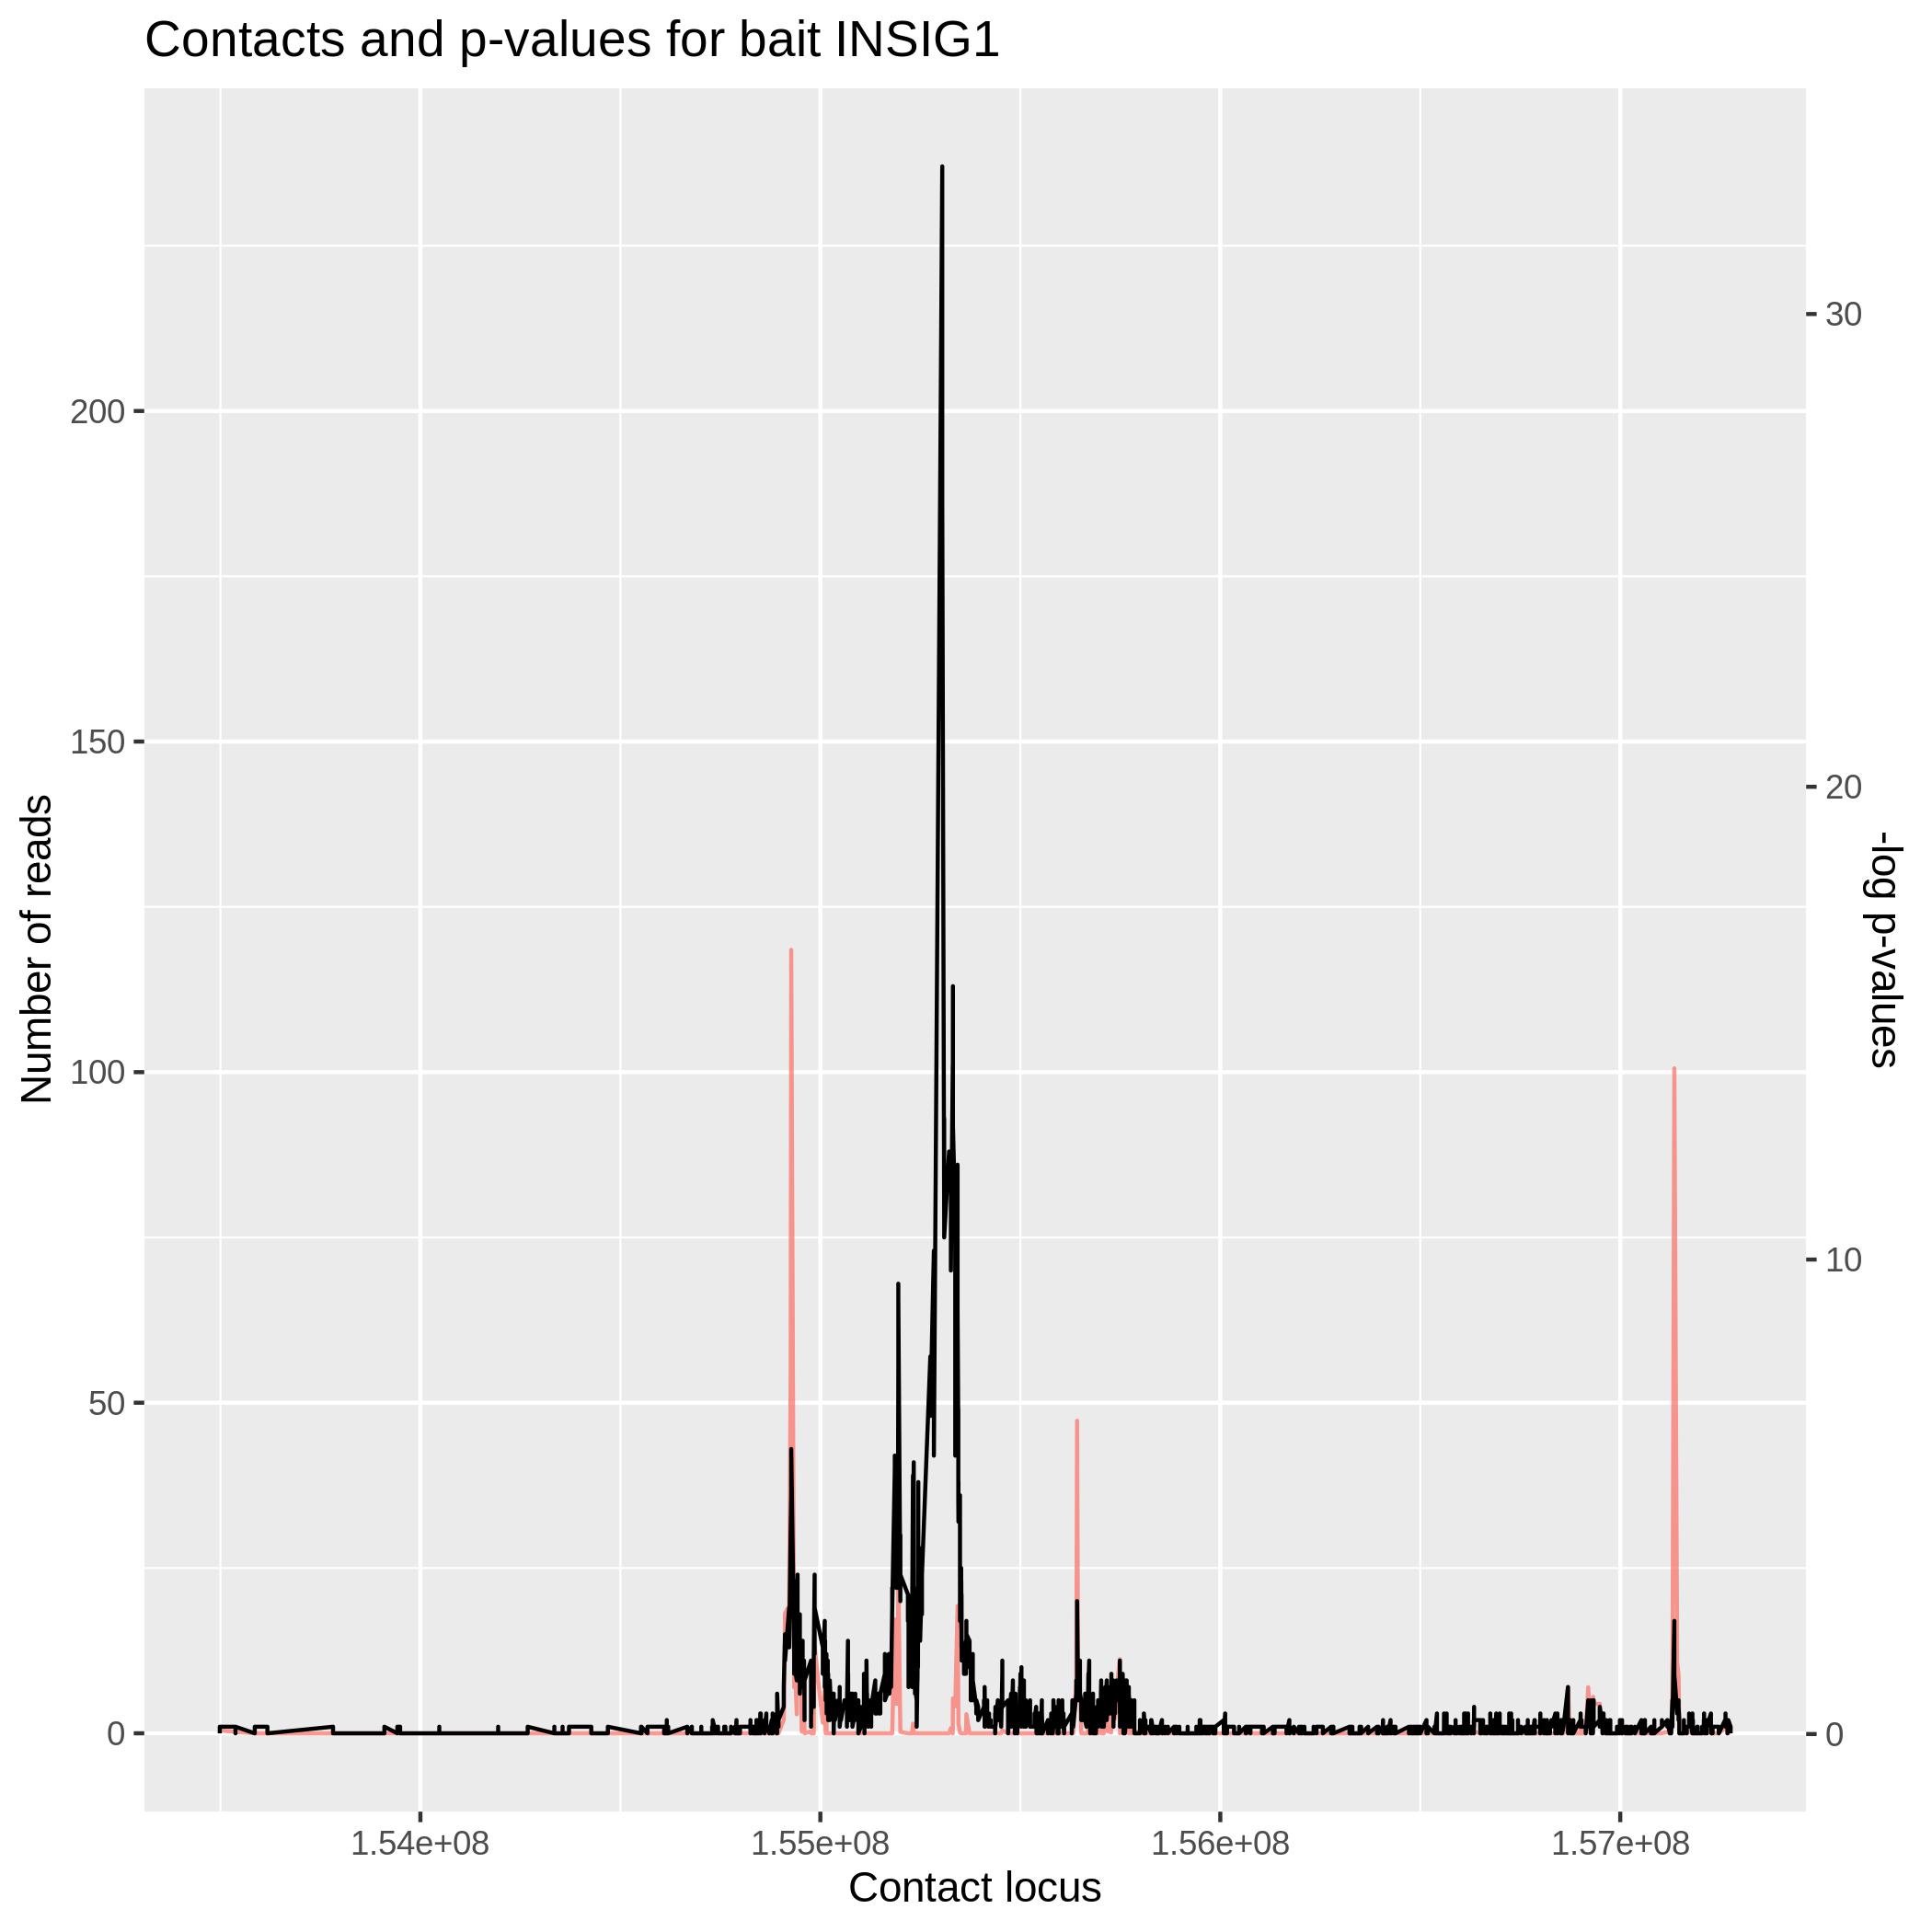 Contacts and p-values for bait INSIG1
Number of reads
200
150
100
50
0
30
20
10
0
-log p-values
1.54e+08 1.55e+08 1.56e+08 1.57e+08
Contact locus